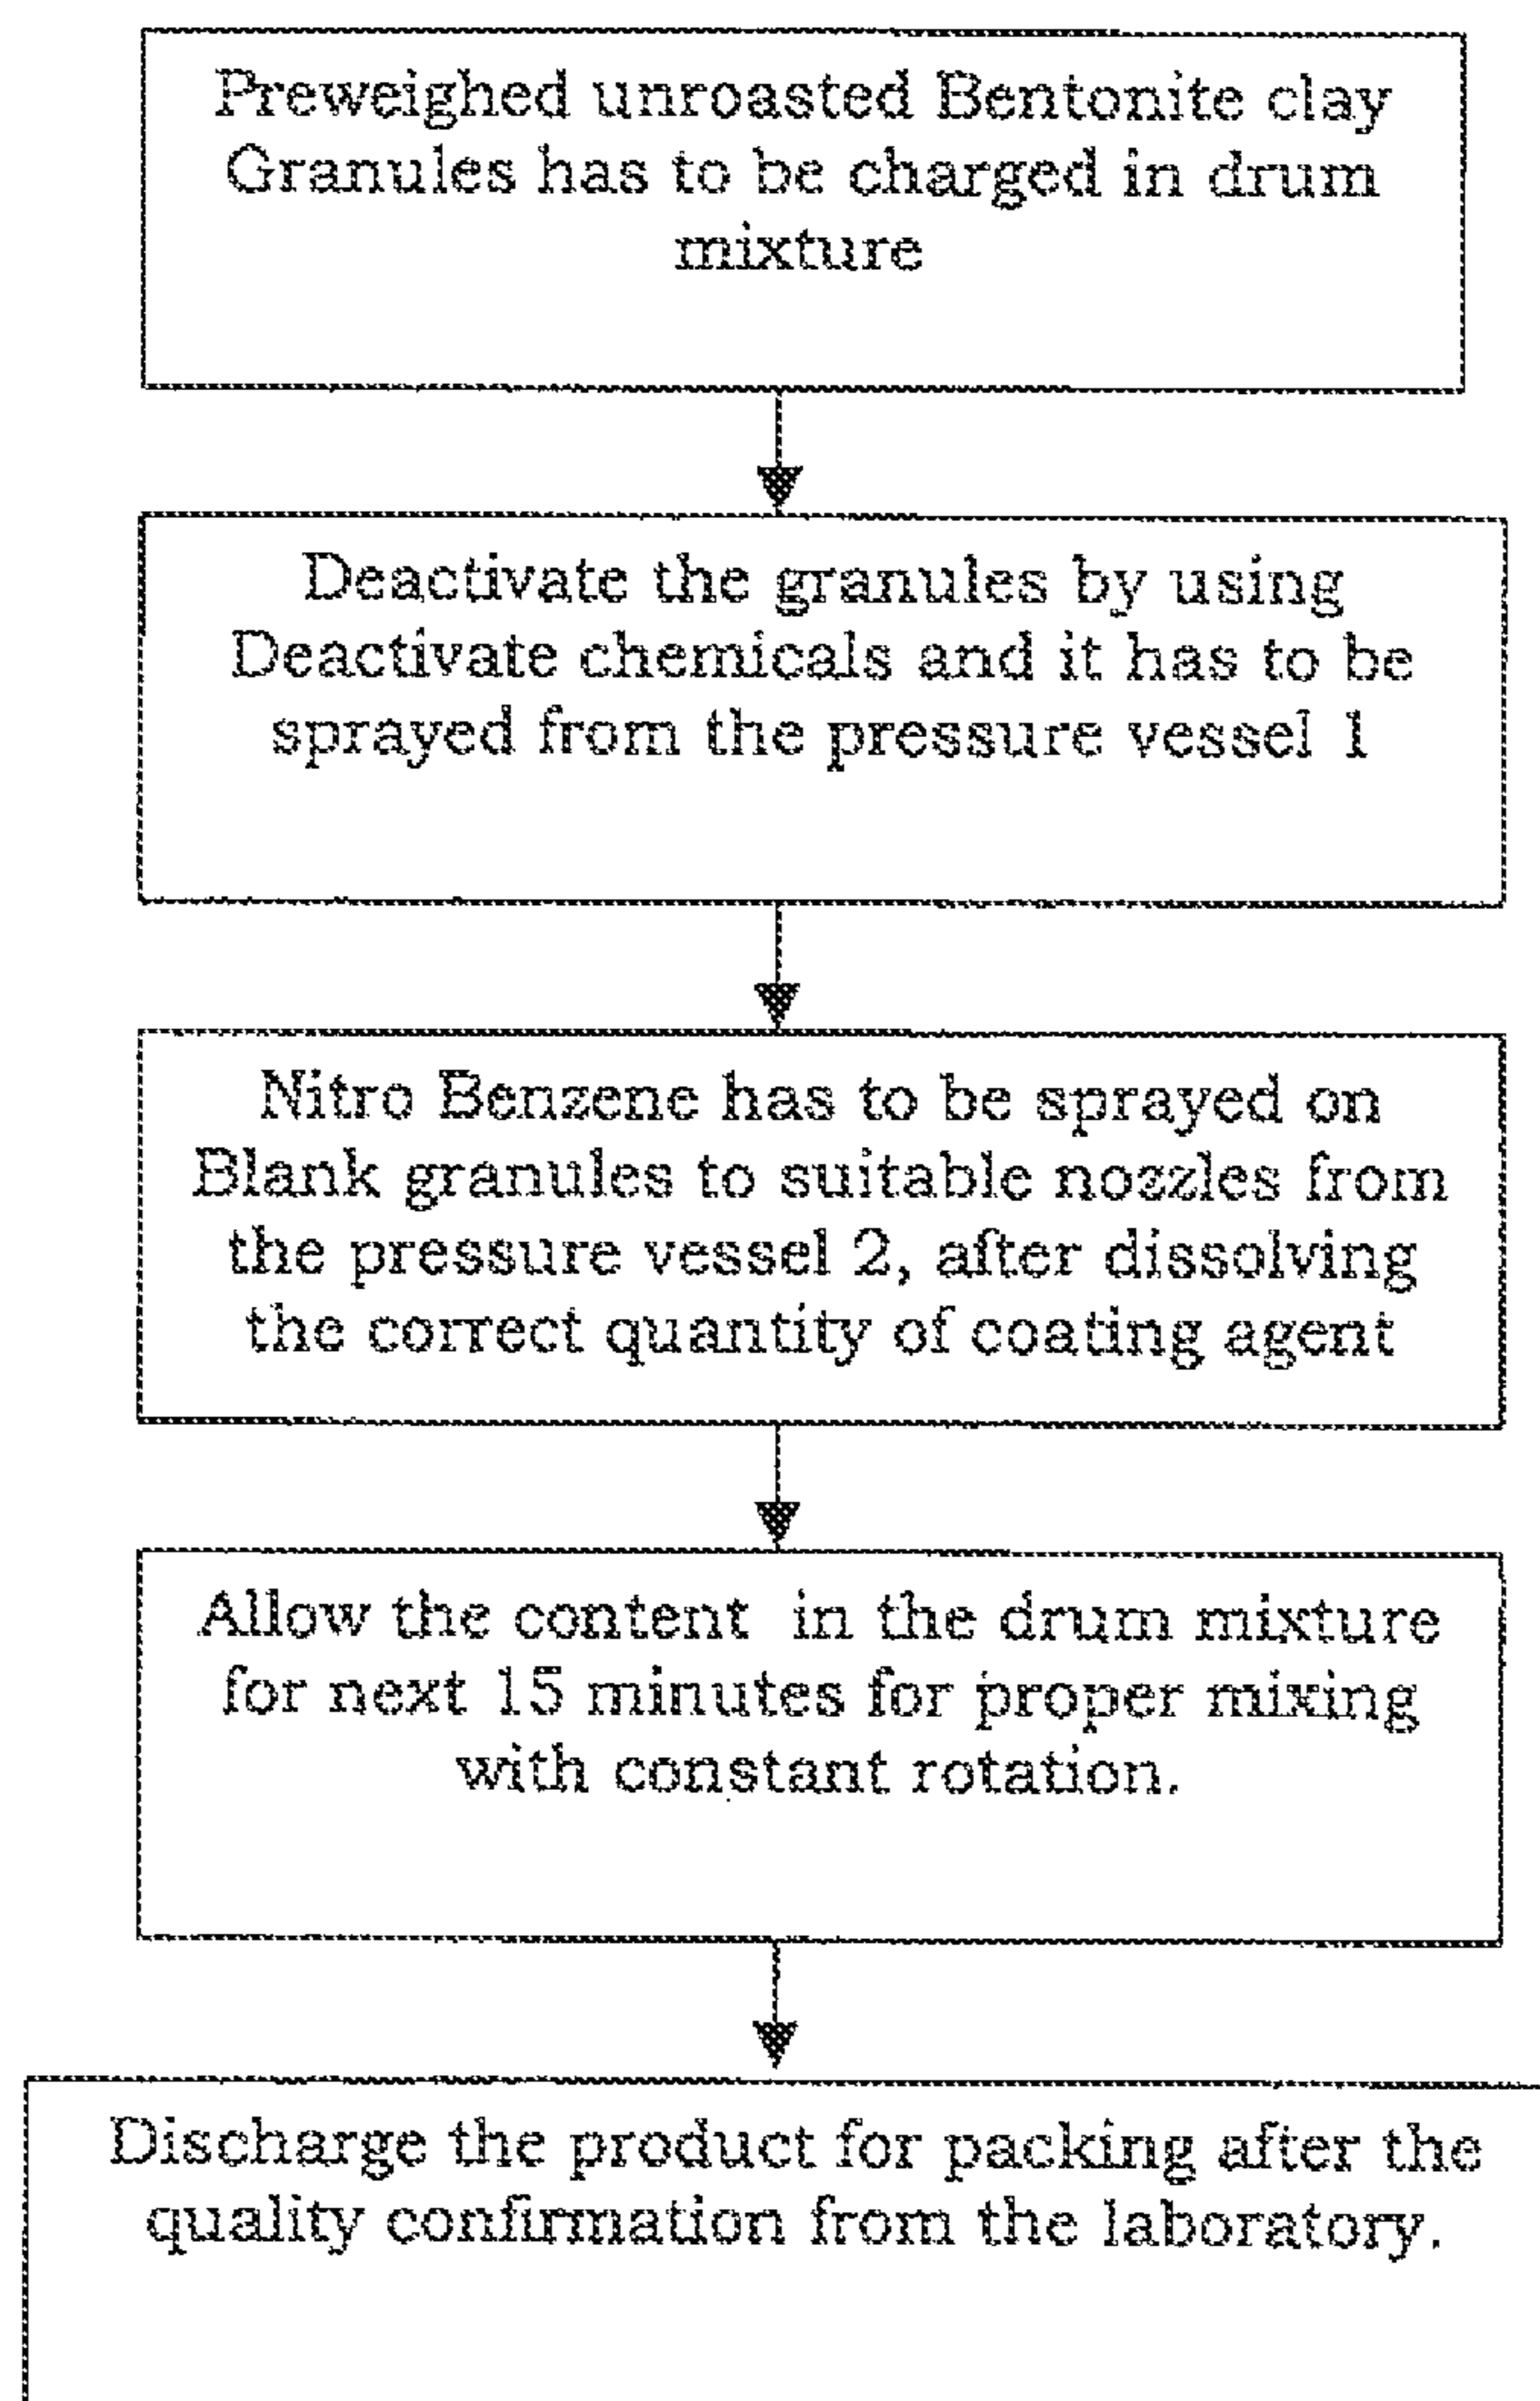 Preweighed unroasted Bentonite clay
Granules has to be charged in drum
mixture
Deactivate the granules by using
Deactivate chemicals and it has to be
sprayed from the pressure vessel 1
Nitro Benzene has to be sprayed on
Blank granules to suitable nozzles from
the pressure vessel 2, after dissolving
the correct quantity of coating agent
Allow the content in the drum mixture
for next 15 minutes for proper mixing
with constant rotation.
Discharge the product for packing after the
quality confirmation from the laboratory.